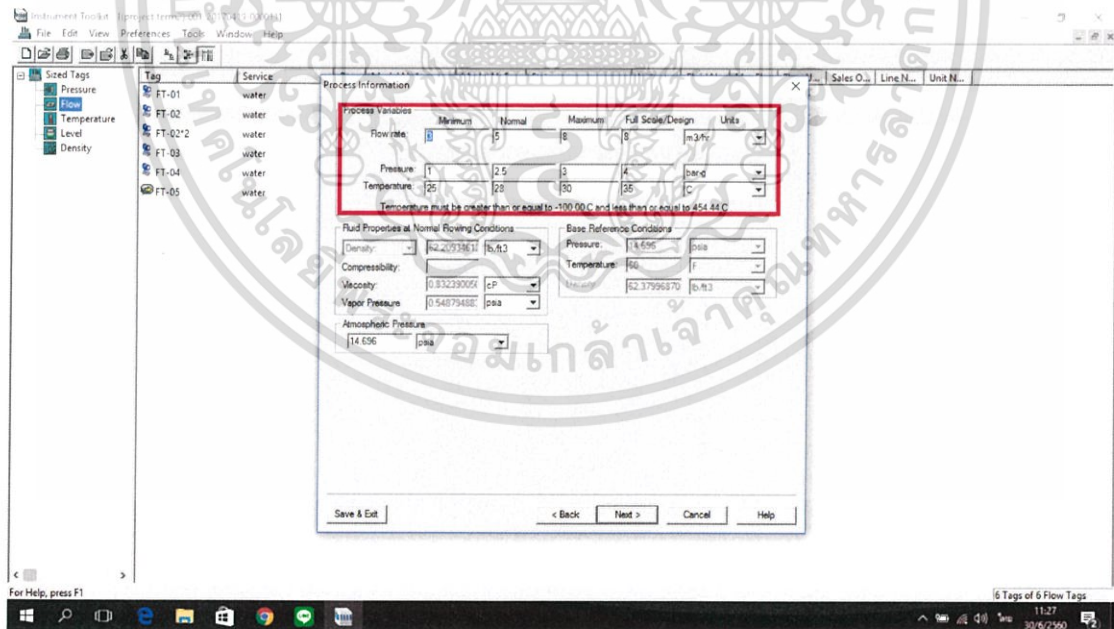 Instrument Toolkit
File Edit View Preferences Tools Window Help
Sized Tags
Pressure
Flow
Temperature
Level
Density
Tag Service Sales O... Line N... Unit N...
FT-01 water
FT-02 water
FT-02*2 water
FT-03 water
FT-04 water
FT-05 water
Process Information
Process Variables
Minimum Normal Maximum Full Scale/Design Units
Flow rate: 5 8 m3/hr
Pressure: 1 2.5 3 4 bar-g
Temperature: 25 28 30 35 C
Temperature must be greater than or equal to -100.00 C and less than or equal to 454.44 C
Fluid Properties at Normal Flowing Conditions
Density: lb/ft3
Compressibility:
Viscosity: cP
Vapor Pressure psia
Atmospheric Pressure
14.696 psia
Base Reference Conditions
Pressure: 14.696 psia
Temperature: 60 F
Density: 62.37996870 lb/ft3
Save & Exit < Back Next > Cancel Help
For Help, press F1
6 Tags of 6 Flow Tags
11:27
30/6/2560